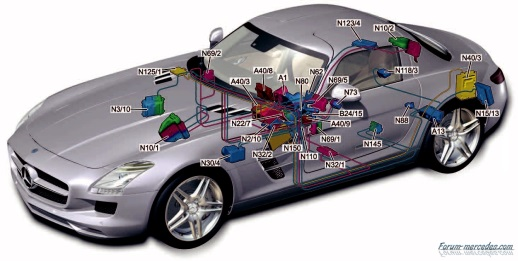 N123/4
N10/2
N69/2
A40/8
N62
N125/1
A40/3
A1
N80
N69/5
N118/3
N40/3
N73
N3/10
B24/15
N22/7
A40/9
N88
N15/13
N2/10
N69/1
A13
N10/1
N30/4
N32/2
N150
N110
N32/1
N145
Forum-mercedes.com